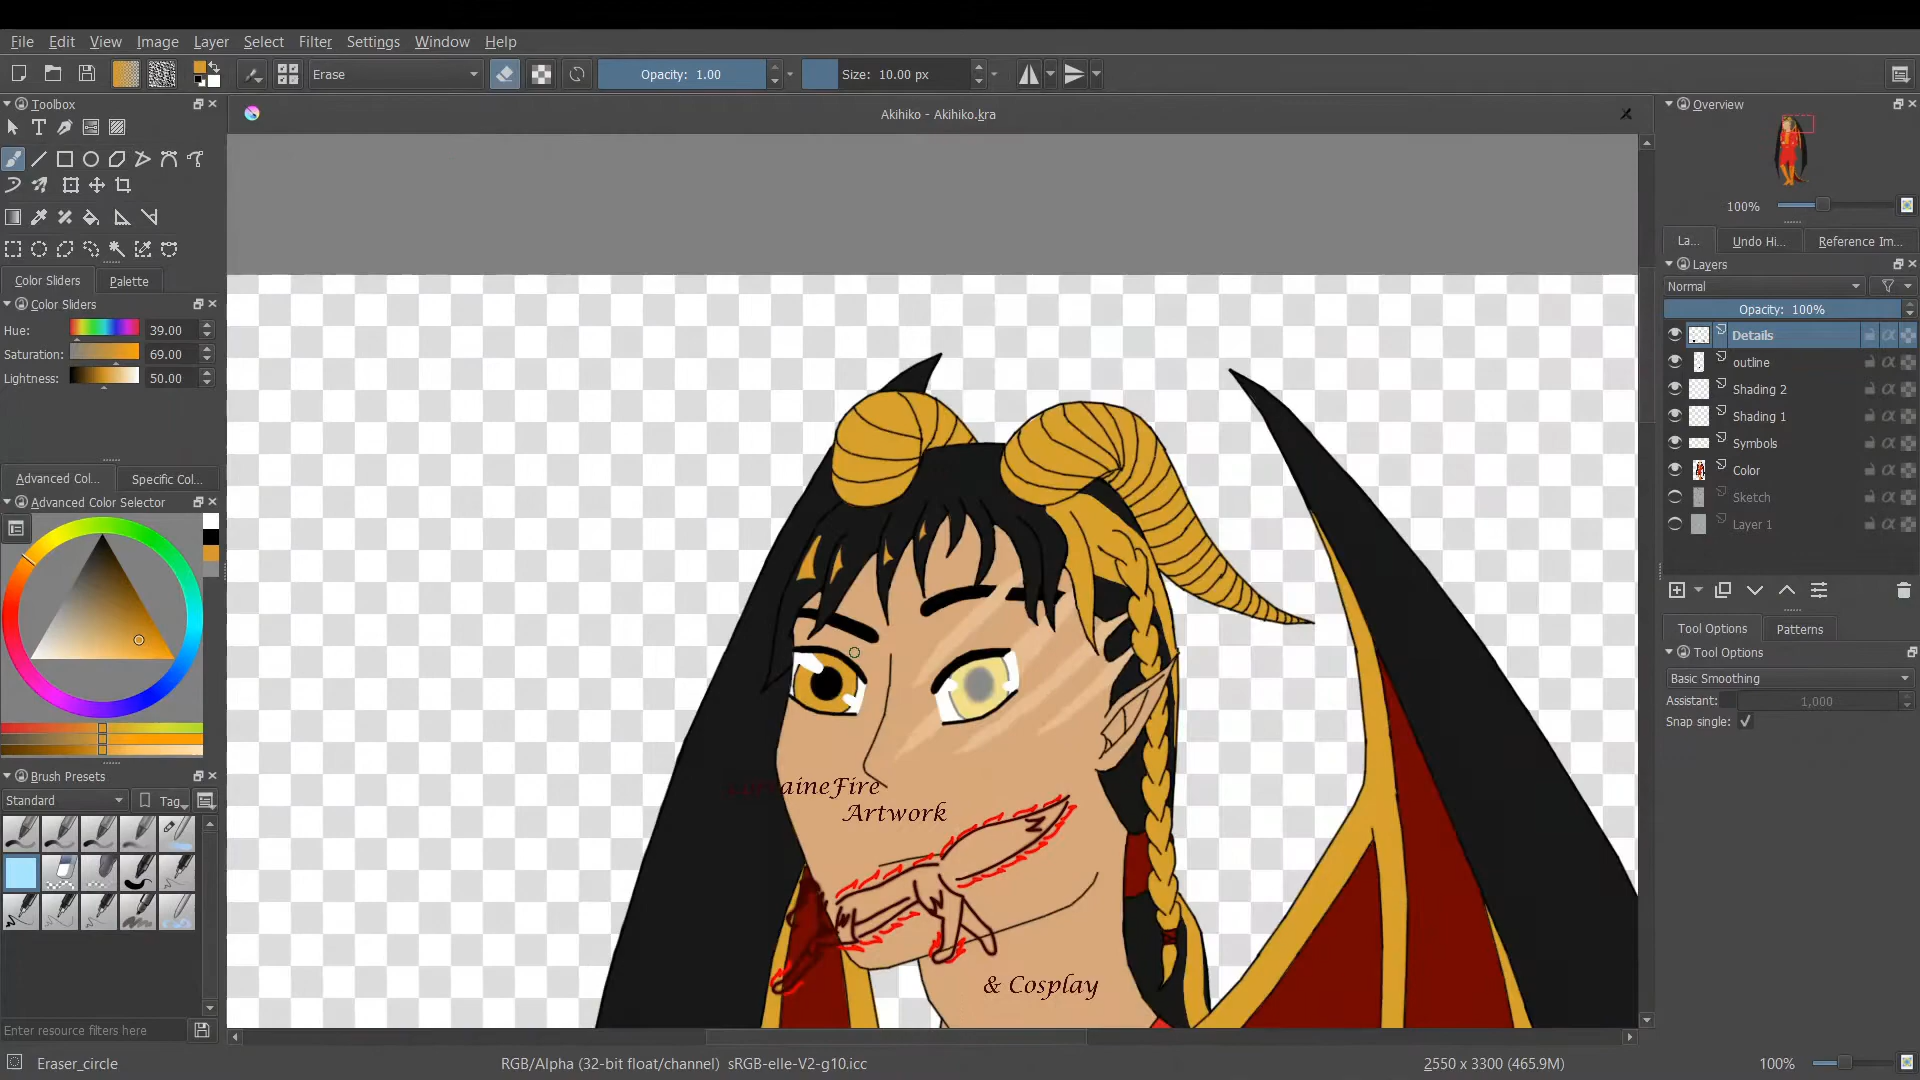 File Edit View Image Layer Select Filter Settings Window Help
Erase Opacity: 1.00 Size: 10.00 px
Toolbox
Akihiko - Akihiko.kra
Overview
100%
La... Undo Hi... Reference Im...
Layers
Normal
Opacity: 100%
Details
outline
Shading 2
Shading 1
Symbols
Color
Sketch
Layer 1
Tool Options Patterns
Tool Options
Basic Smoothing
Assistant: 1,000
Snap single:
Color Sliders Palette
Color Sliders
Hue: 39.00
Saturation: 69.00
Lightness: 50.00
Advanced Col... Specific Col...
Advanced Color Selector
Brush Presets
Standard Tag
Enter resource filters here
Artwork
& Cosplay
Eraser_circle
RGB/Alpha (32-bit float/channel) sRGB-elle-V2-g10.icc
2550 x 3300 (465.9M)
100%